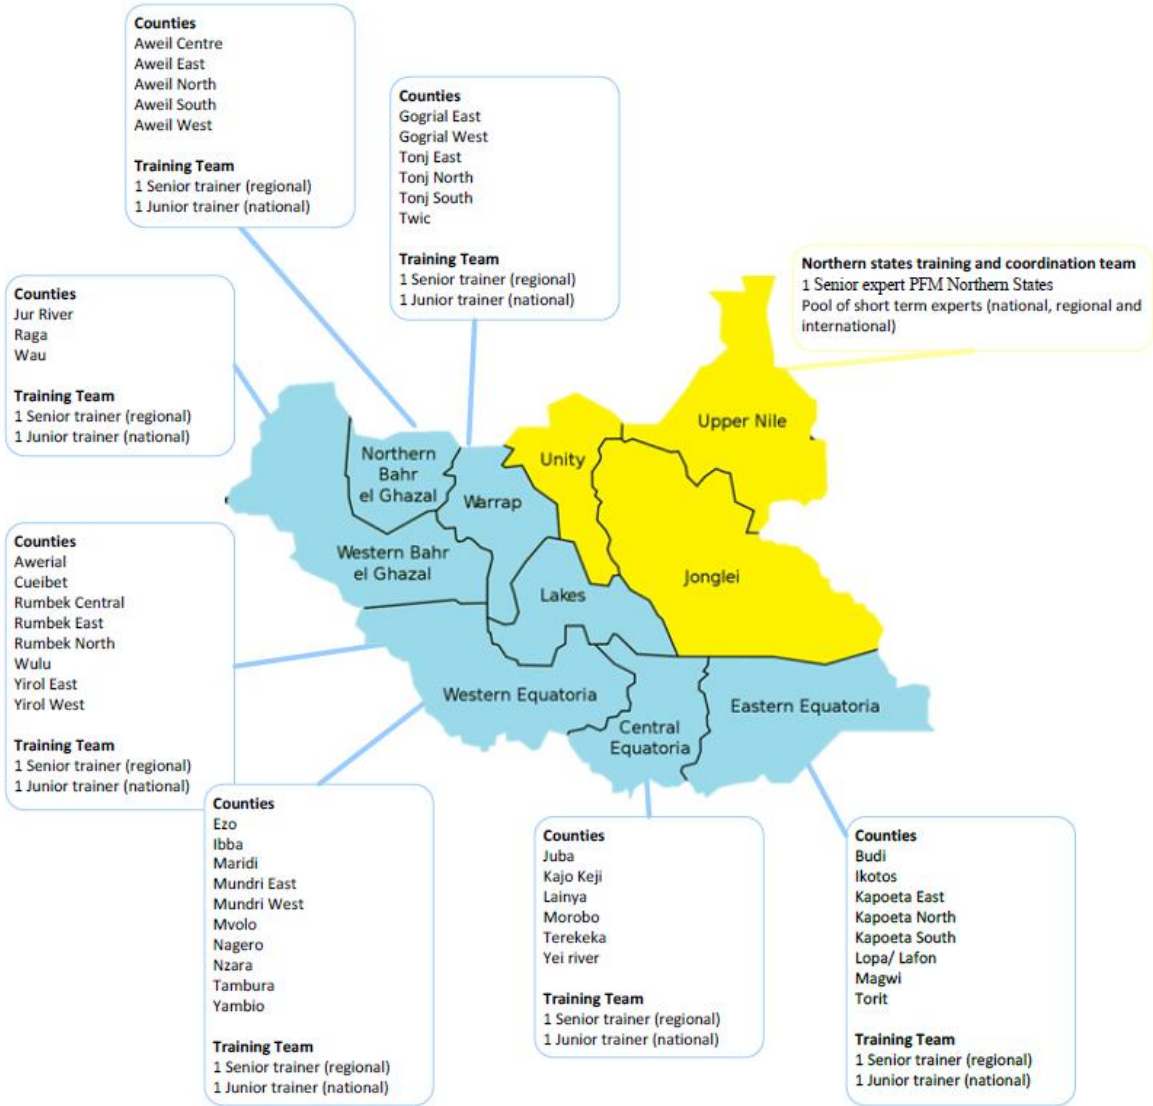 Counties
Aweil Centre
Aweil East
Aweil North
Aweil South
Aweil West
Training Team
1 Senior trainer (regional)
1 Junior trainer (national)
Counties
Gogrial East
Gogrial West
Tonj East
Tonj North
Tonj South
Twic
Training Team
1 Senior trainer (regional)
1 Junior trainer (national)
Northern states training and coordination team
1 Senior expert PFM Northern States
Pool of short term experts (national, regional and
international)
Counties
Jur River
Raga
Wau
Training Team
1 Senior trainer (regional)
1 Junior trainer (national)
Upper Nile
Unity
Northern
Bahr
el Ghazal
Warrap
Western Bahr
el Ghazal
Jonglei
Lakes
Western Equatoria
Central
Equatoria
Eastern Equatoria
Counties
Awerial
Cueibet
Rumbek Central
Rumbek East
Rumbek North
Wulu
Yirol East
Yirol West
Training Team
1 Senior trainer (regional)
1 Junior trainer (national)
Counties
Ezo
Ibba
Maridi
Mundri East
Mundri West
Mvolo
Nagero
Nzara
Tambura
Yambio
Training Team
1 Senior trainer (regional)
1 Junior trainer (national)
Counties
Juba
Kajo Keji
Lainya
Morobo
Terekeka
Yei river
Training Team
1 Senior trainer (regional)
1 Junior trainer (national)
Counties
Budi
Ikotos
Kapoeta East
Kapoeta North
Kapoeta South
Lopa/ Lafon
Magwi
Torit
Training Team
1 Senior trainer (regional)
1 Junior trainer (national)